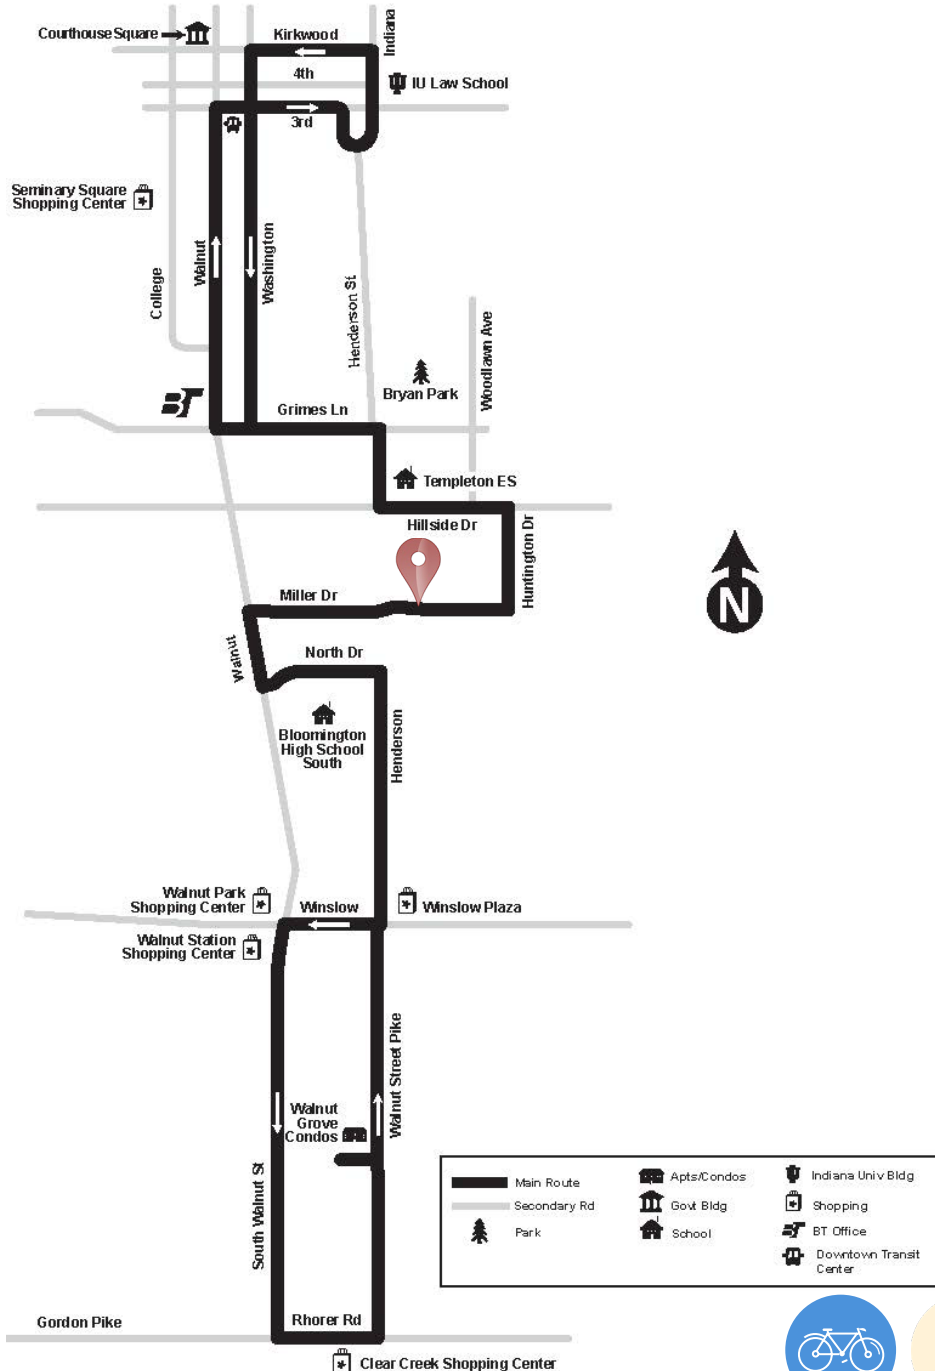 Courthouse Square
Kirkwood
Indiana
4th
IU Law School
3rd
Seminary Square
Shopping Center
College
Walnut
Washington
Henderson St
Woodlawn Ave
Bryan Park
BT
Grimes Ln
Templeton ES
Hillside Dr
Huntington Dr
Miller Dr
N
Walnut
North Dr
Bloomington
High School
South
Henderson
Walnut Park
Shopping Center
Winslow
Winslow Plaza
Walnut Station
Shopping Center
Walnut Street Pike
Walnut
Grove
Condos
South Walnut St
Main Route
Secondary Rd
Park
Apts/Condos
Govt Bldg
School
Indiana Univ Bldg
Shopping
BT BT Office
Downtown Transit
Center
Gordon Pike
Rhorer Rd
Clear Creek Shopping Center